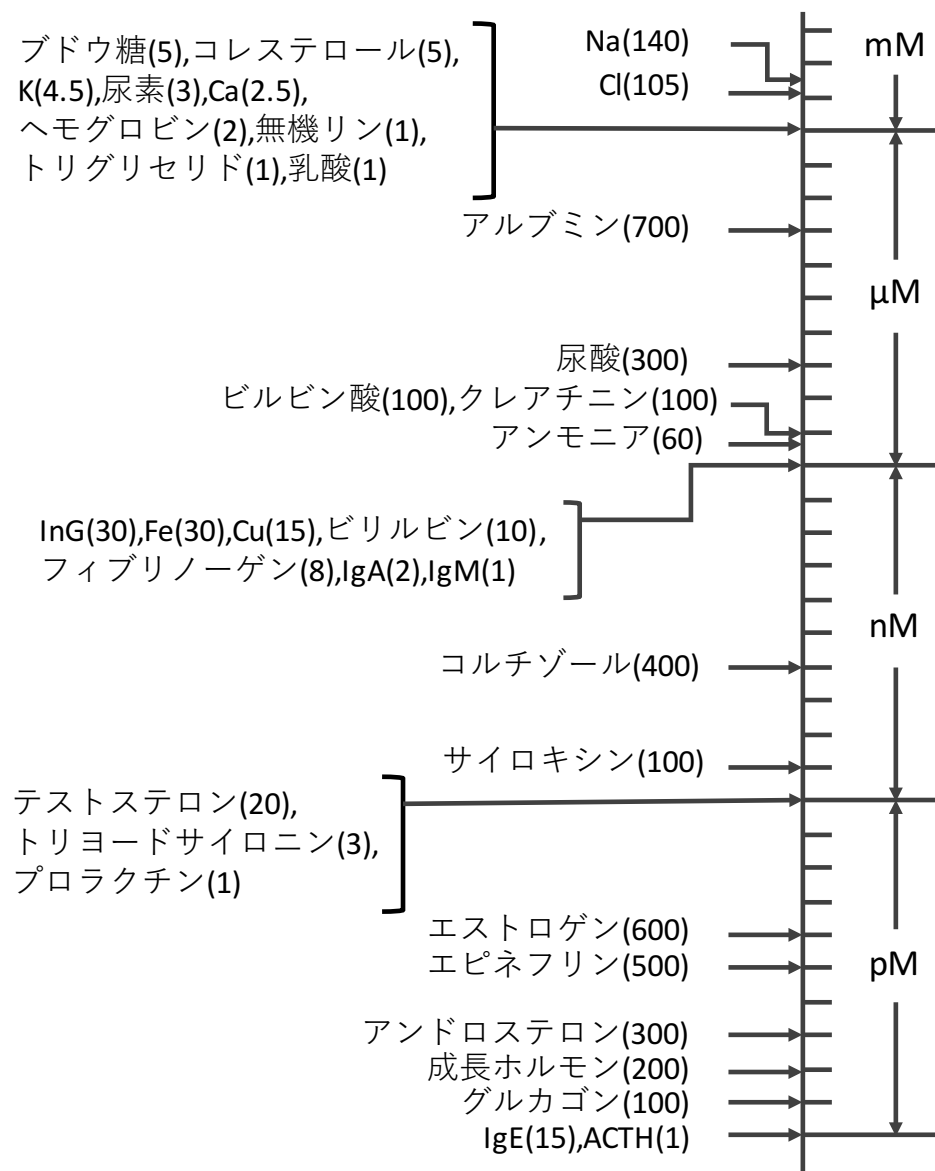 ブドウ糖(5),コレステロール(5),
K(4.5),尿素(3),Ca(2.5),
ヘモグロビン(2),無機リン(1),
トリグリセリド(1),乳酸(1)
Na(140)
Cl(105)
mM
アルブミン(700)
μM
尿酸(300)
ビルビン酸(100),クレアチニン(100)
アンモニア(60)
InG(30),Fe(30),Cu(15),ビリルビン(10),
フィブリノーゲン(8),IgA(2),IgM(1)
nM
コルチゾール(400)
サイロキシン(100)
テストステロン(20),
トリヨードサイロニン(3),
プロラクチン(1)
エストロゲン(600)
エピネフリン(500)
pM
アンドロステロン(300)
成長ホルモン(200)
グルカゴン(100)
IgE(15),ACTH(1)